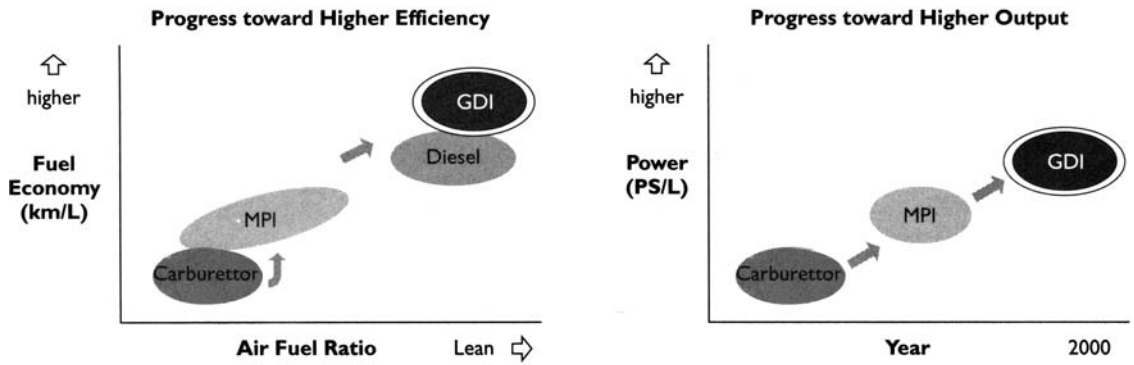 Progress toward Higher Efficiency
higher
Fuel
Economy
(km/L)
GDI
Diesel
MPI
Carburettor
Air Fuel Ratio
Lean
Progress toward Higher Output
higher
Power
(PS/L)
GDI
MPI
Carburettor
Year
2000